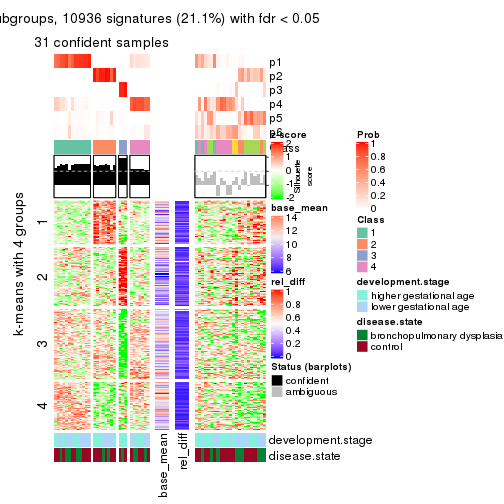 ubgroups, 10936 signatures (21.1%) with fdr < 0.05
31 confident samples
p1
p2
p3
p4
p5
p6
Class
z-score
2
1
0
-1
-2
Silhouette
score
base_mean
14
12
10
8
6
rel_diff
1
0.8
0.6
0.4
0.2
0
Status (barplots)
confident
ambiguous
Prob
1
0.8
0.6
0.4
0.2
0
Class
1
2
3
4
development.stage
higher gestational age
lower gestational age
disease.state
bronchopulmonary dysplasia
control
k-means with 4 groups
1
2
3
4
base_mean
rel_diff
development.stage
disease.state